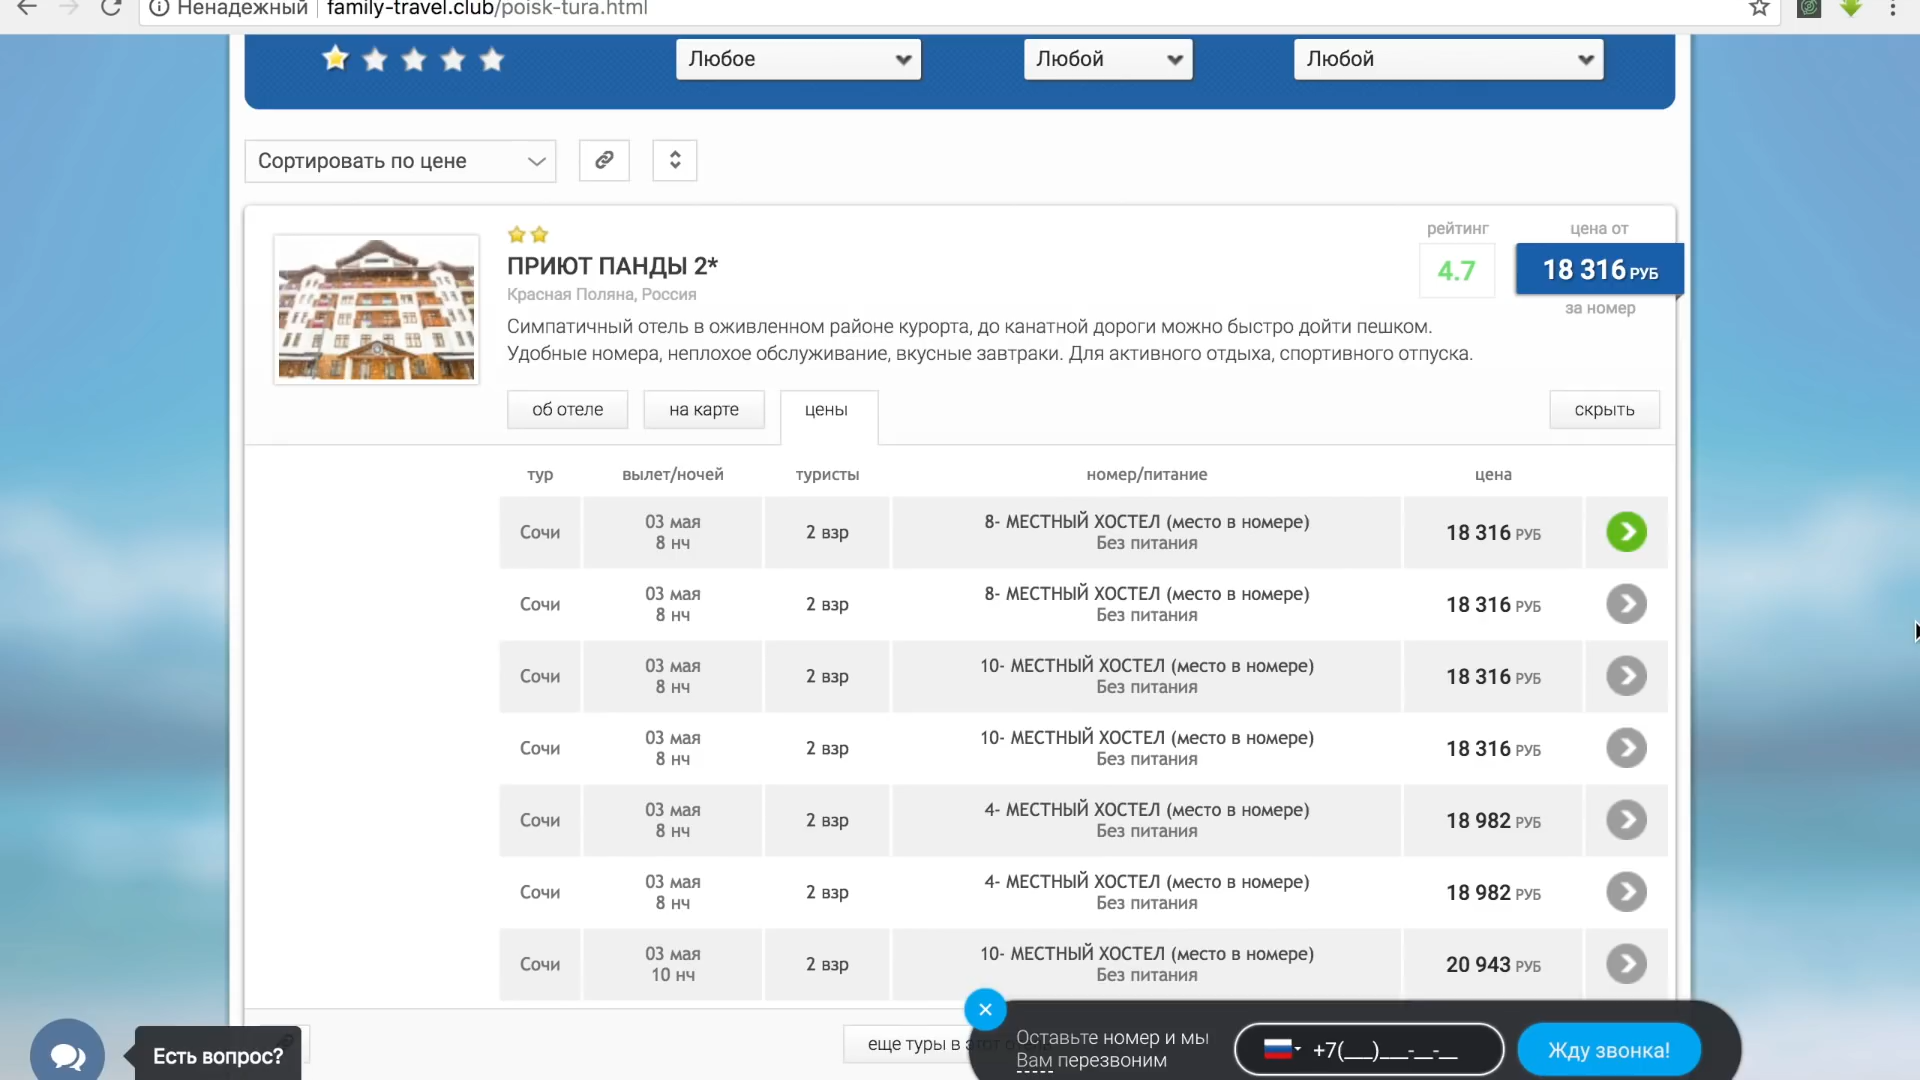 Ненадежный family-travel.club/poisk-tura.html
Любое Любой Любой
Сортировать по цене
рейтинг цена от
ПРИЮТ ПАНДЫ 2* 4.7 18 316 РУБ
Красная Поляна, Россия за номер
Симпатичный отель в оживленном районе курорта, до канатной дороги можно быстро дойти пешком.
Удобные номера, неплохое обслуживание, вкусные завтраки. Для активного отдыха, спортивного отпуска.
об отеле на карте цены скрыть
тур вылет/ночей туристы номер/питание цена
Сочи 03 мая 8 нч 2 взр 8- МЕСТНЫЙ ХОСТЕЛ (место в номере) Без питания 18 316 РУБ
Сочи 03 мая 8 нч 2 взр 8- МЕСТНЫЙ ХОСТЕЛ (место в номере) Без питания 18 316 РУБ
Сочи 03 мая 8 нч 2 взр 10- МЕСТНЫЙ ХОСТЕЛ (место в номере) Без питания 18 316 РУБ
Сочи 03 мая 8 нч 2 взр 10- МЕСТНЫЙ ХОСТЕЛ (место в номере) Без питания 18 316 РУБ
Сочи 03 мая 8 нч 2 взр 4- МЕСТНЫЙ ХОСТЕЛ (место в номере) Без питания 18 982 РУБ
Сочи 03 мая 8 нч 2 взр 4- МЕСТНЫЙ ХОСТЕЛ (место в номере) Без питания 18 982 РУБ
Сочи 03 мая 10 нч 2 взр 10- МЕСТНЫЙ ХОСТЕЛ (место в номере) Без питания 20 943 РУБ
еще туры в этом
Оставьте номер и мы
Вам перезвоним
+7(___)___-__-__
Жду звонка!
Есть вопрос?